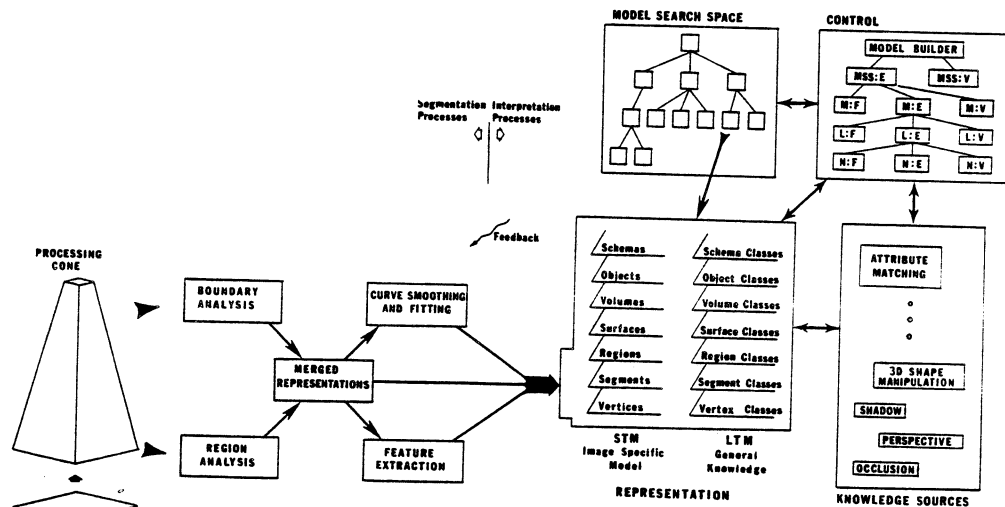 MODEL SEARCH SPACE
CONTROL
MODEL BUILDER
MSS:E
MSS:V
M:F
M:E
M:V
L:F
L:E
L:V
N:F
N:E
N:V
Segmentation Interpretation
Processes Processes
Feedback
PROCESSING
CONE
BOUNDARY
ANALYSIS
CURVE SMOOTHING
AND FITTING
MERGED
REPRESENTATIONS
REGION
ANALYSIS
FEATURE
EXTRACTION
Schemas
Objects
Volumes
Surfaces
Regions
Segments
Vertices
Schema Classes
Object Classes
Volume Classes
Surface Classes
Region Classes
Segment Classes
Vertex Classes
STM
Image Specific
Model
LTM
General
Knowledge
REPRESENTATION
ATTRIBUTE
MATCHING
3D SHAPE
MANIPULATION
SHADOW
PERSPECTIVE
OCCLUSION
KNOWLEDGE SOURCES